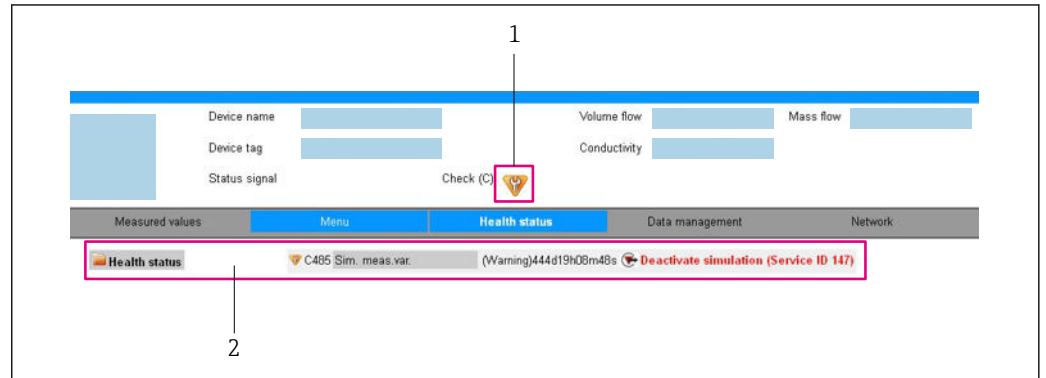 1
Device name Volume flow Mass flow
Device tag Conductivity
Status signal Check (C)
Measured values Menu Health status Data management Network
Health status C485 Sim. meas.var. (Warning)444d19h08m48s Deactivate simulation (Service ID 147)
2